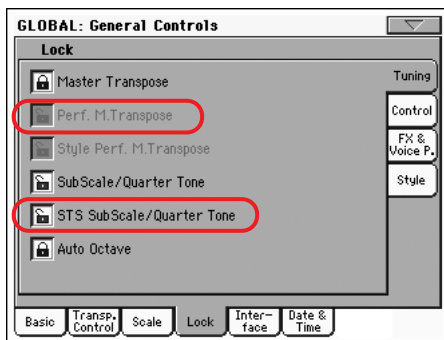 GLOBAL: General Controls
Lock
Master Transpose
Perf. M.Transpose
Style Perf. M.Transpose
SubScale/Quarter Tone
STS SubScale/Quarter Tone
Auto Octave
Tuning
Control
FX &
Voice P.
Style
Basic
Transp.
Control
Scale
Lock
Inter-
face
Date &
Time